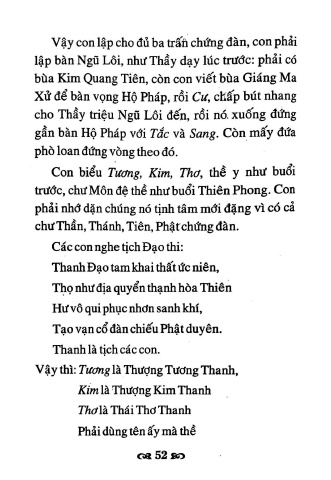 Vậy con lập cho đủ ba trấn chứng đàn, con phải
lập bàn Ngũ Lôi, như Thầy dạy lúc trước: phải có
bùa Kim Quang Tiên, còn con viết bùa Giáng Ma
Xử để bàn vọng Hộ Pháp, rồi Cư, chấp bút nhang
cho Thầy triệu Ngũ Lôi đến, rồi nó xuống đứng
gần bàn Hộ Pháp với Tắc và Sang. Còn mấy đứa
phò loan đứng vòng theo đó.
Con biểu Tương, Kim, Thơ, thề y như buổi
trước, chư Môn đệ thề như buổi Thiên Phong. Con
phải nhớ dặn chúng nó tịnh tâm mới đặng vì có cả
chư Thần, Thánh, Tiên, Phật chứng đàn.
Các con nghe tịch Đạo thi:
Thanh Đạo tam khai thất ức niên,
Thọ như địa quyển thạnh hòa Thiên
Hư vô qui phục nhơn sanh khí,
Tạo vạn cổ đàn chiếu Phật duyên.
Thanh là tịch các con.
Vậy thì: Tương là Thượng Tương Thanh,
Kim là Thượng Kim Thanh
Thơ là Thái Thơ Thanh
Phải dùng tên ấy mà thề
52